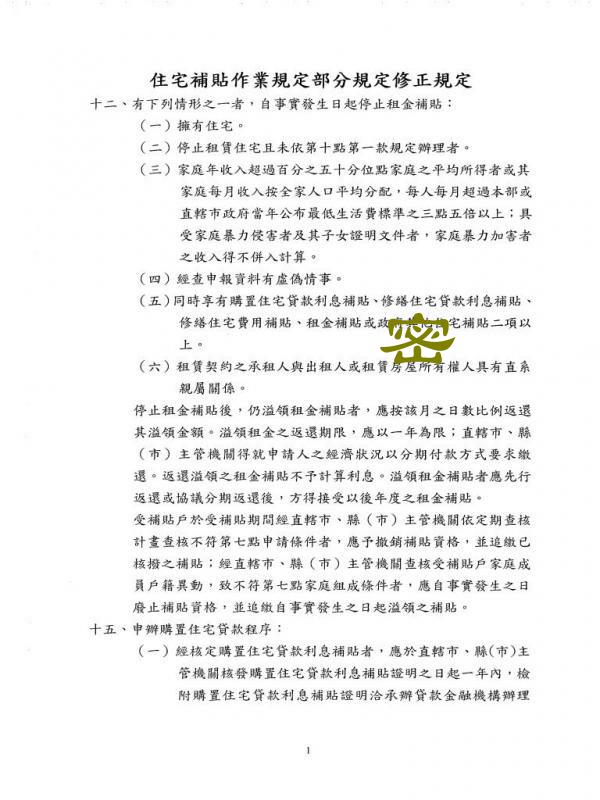 住宅補貼作業規定部分規定修正規定
十二、有下列情形之一者，自事實發生日起停止租金補貼：
（一）擁有住宅。
（二）停止租賃住宅且未依第十點第一款規定辦理者。
（三）家庭年收入超過百分之五十分位點家庭之平均所得者或其
家庭每月收入按全家人口平均分配，每人每月超過本部或
直轄市政府當年公布最低生活費標準之三點五倍以上；具
受家庭暴力侵害者及其子女證明文件者，家庭暴力加害者
之收入得不併入計算。
（四）經查申報資料有虛偽情事。
（五）同時享有購置住宅貸款利息補貼、修繕住宅貸款利息補貼、
修繕住宅費用補貼、租金補貼或政府其他住宅補貼二項以
上。
密
（六）租賃契約之承租人與出租人或租賃房屋所有權人具有直系
親屬關係。
停止租金補貼後，仍溢領租金補貼者，應按該月之日數比例返還
其溢領金額。溢領租金之返還期限，應以一年為限；直轄市、縣
（市）主管機關得就申請人之經濟狀況以分期付款方式要求繳
還。返還溢領之租金補貼不予計算利息。溢領租金補貼者應先行
返還或協議分期返還後，方得接受以後年度之租金補貼。
受補貼戶於受補貼期間經直轄市、縣（市）主管機關依定期查核
計畫查核不符第七點申請條件者，應予撤銷補貼資格，並追繳已
核撥之補貼；經直轄市、縣（市）主管機關查核受補貼戶家庭成
員戶籍異動，致不符第七點家庭組成條件者，應自事實發生之日
廢止補貼資格，並追繳自事實發生之日起溢領之補貼。
十五、申辦購置住宅貸款程序：
（一）經核定購置住宅貸款利息補貼者，應於直轄市、縣(市)主
管機關核發購置住宅貸款利息補貼證明之日起一年內，檢
附購置住宅貸款利息補貼證明洽承辦貸款金融機構辦理
1